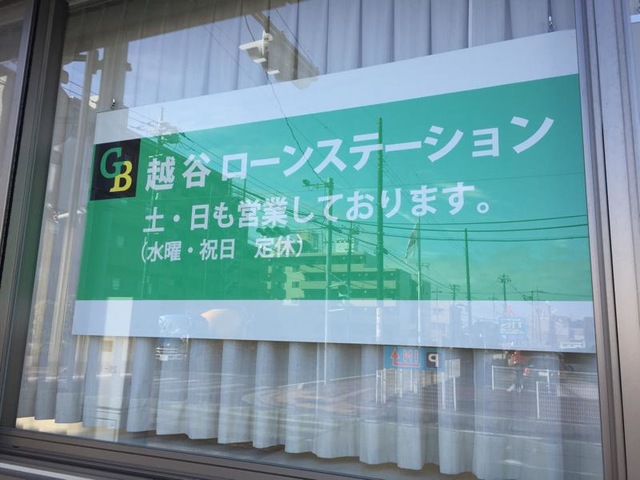 GB 越谷 ローンステーション
土・日も営業しております。
（水曜・祝日　定休）
P